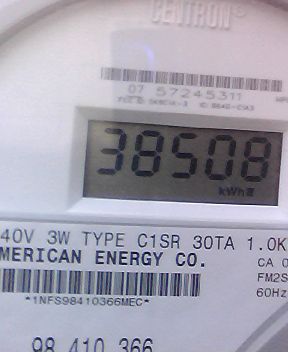 CENTRON®
07 57245311
38508
kWh
40V 3W TYPE C1SR 30TA 1.0K
MERICAN ENERGY CO.
CA 0
FM2S
*1NFS98410366MEC*
60Hz
98 410 366